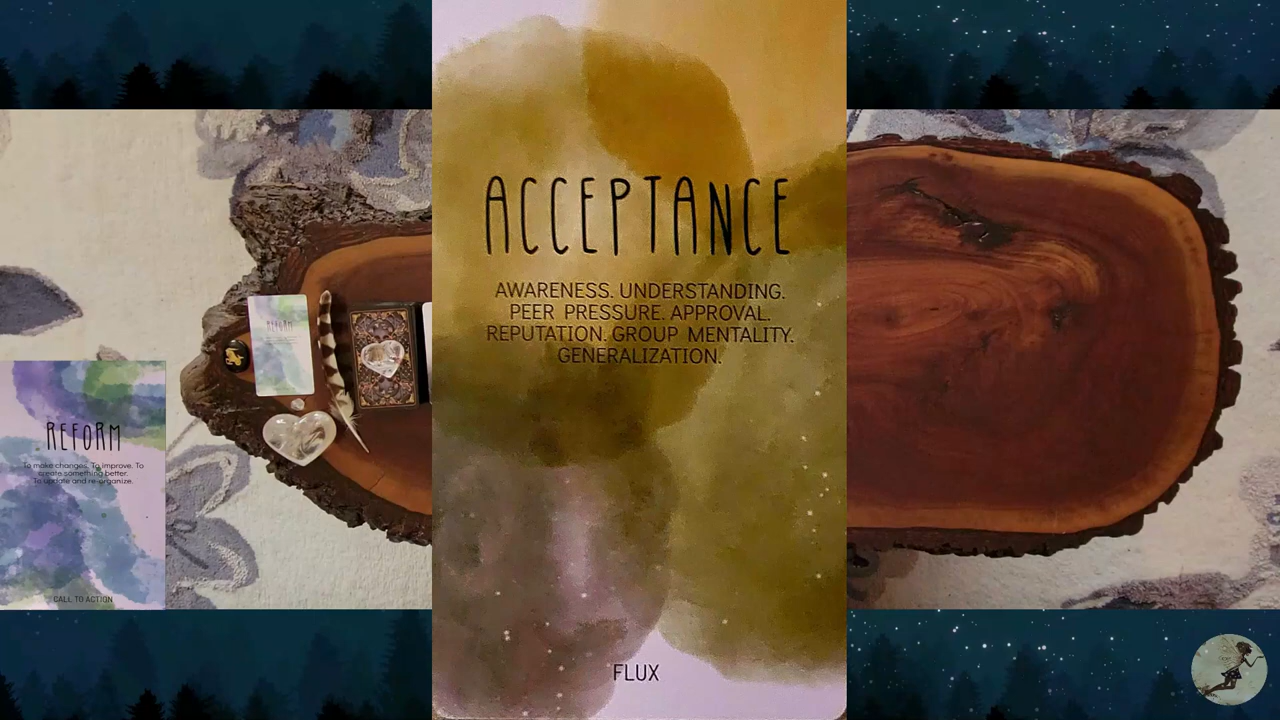 ACCEPTANCE
AWARENESS. UNDERSTANDING.
PEER PRESSURE. APPROVAL.
REPUTATION. GROUP MENTALITY.
GENERALIZATION.
FLUX
REFORM
REFORM
To make changes. To improve. To
create something better.
To update and re-organize.
CALL TO ACTION